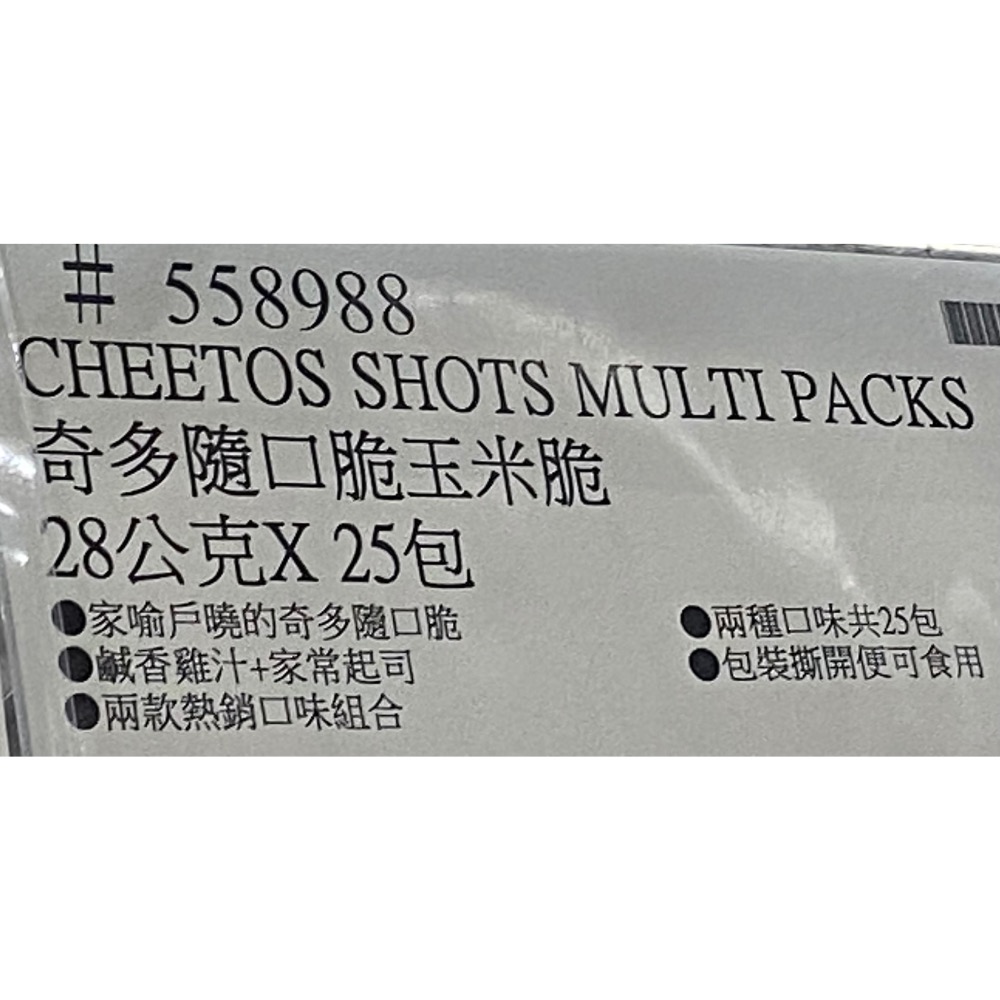 # 558988
CHEETOS SHOTS MULTI PACKS
奇多隨口脆玉米脆
28公克X 25包
●家喻戶曉的奇多隨口脆
●鹹香雞汁+家常起司
●兩款熱銷口味組合
●兩種口味共25包
●包裝撕開便可食用